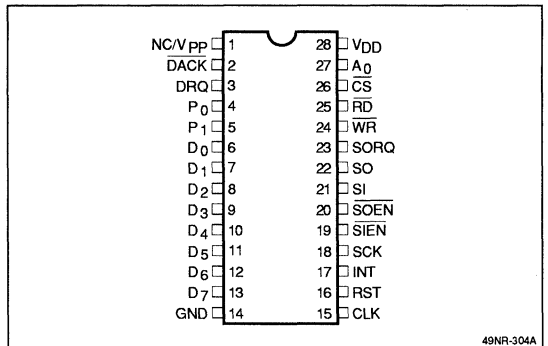 NC/VPP 1 28 VDD
DACK 2 27 A0
DRQ 3 26 CS
P0 4 25 RD
P1 5 24 WR
D0 6 23 SORQ
D1 7 22 SO
D2 8 21 SI
D3 9 20 SOEN
D4 10 19 SIEN
D5 11 18 SCK
D6 12 17 INT
D7 13 16 RST
GND 14 15 CLK
49NR-304A